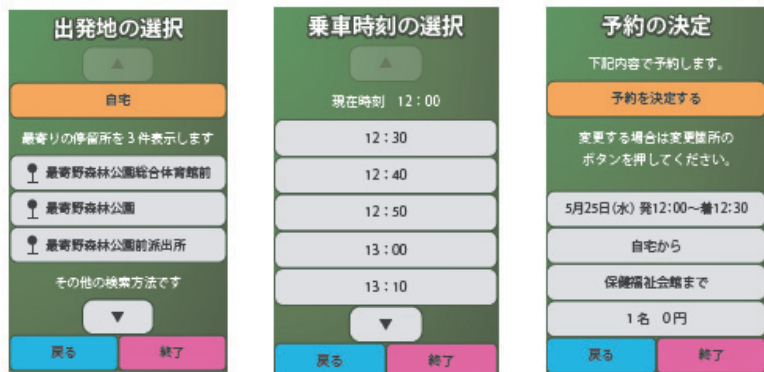 出発地の選択
▲
自宅
最寄りの停留所を3件表示します
最寄野森林公園総合体育館前
最寄野森林公園
最寄野森林公園前派出所
その他の検索方法です
▼
戻る 終了
乗車時刻の選択
▲
現在時刻 12:00
12:30
12:40
12:50
13:00
13:10
▼
戻る 終了
予約の決定
下記内容で予約します。
予約を決定する
変更する場合は変更箇所の
ボタンを押してください。
5月25日(水) 発12:00～着12:30
自宅から
保健福祉会館まで
1名 0円
戻る 終了